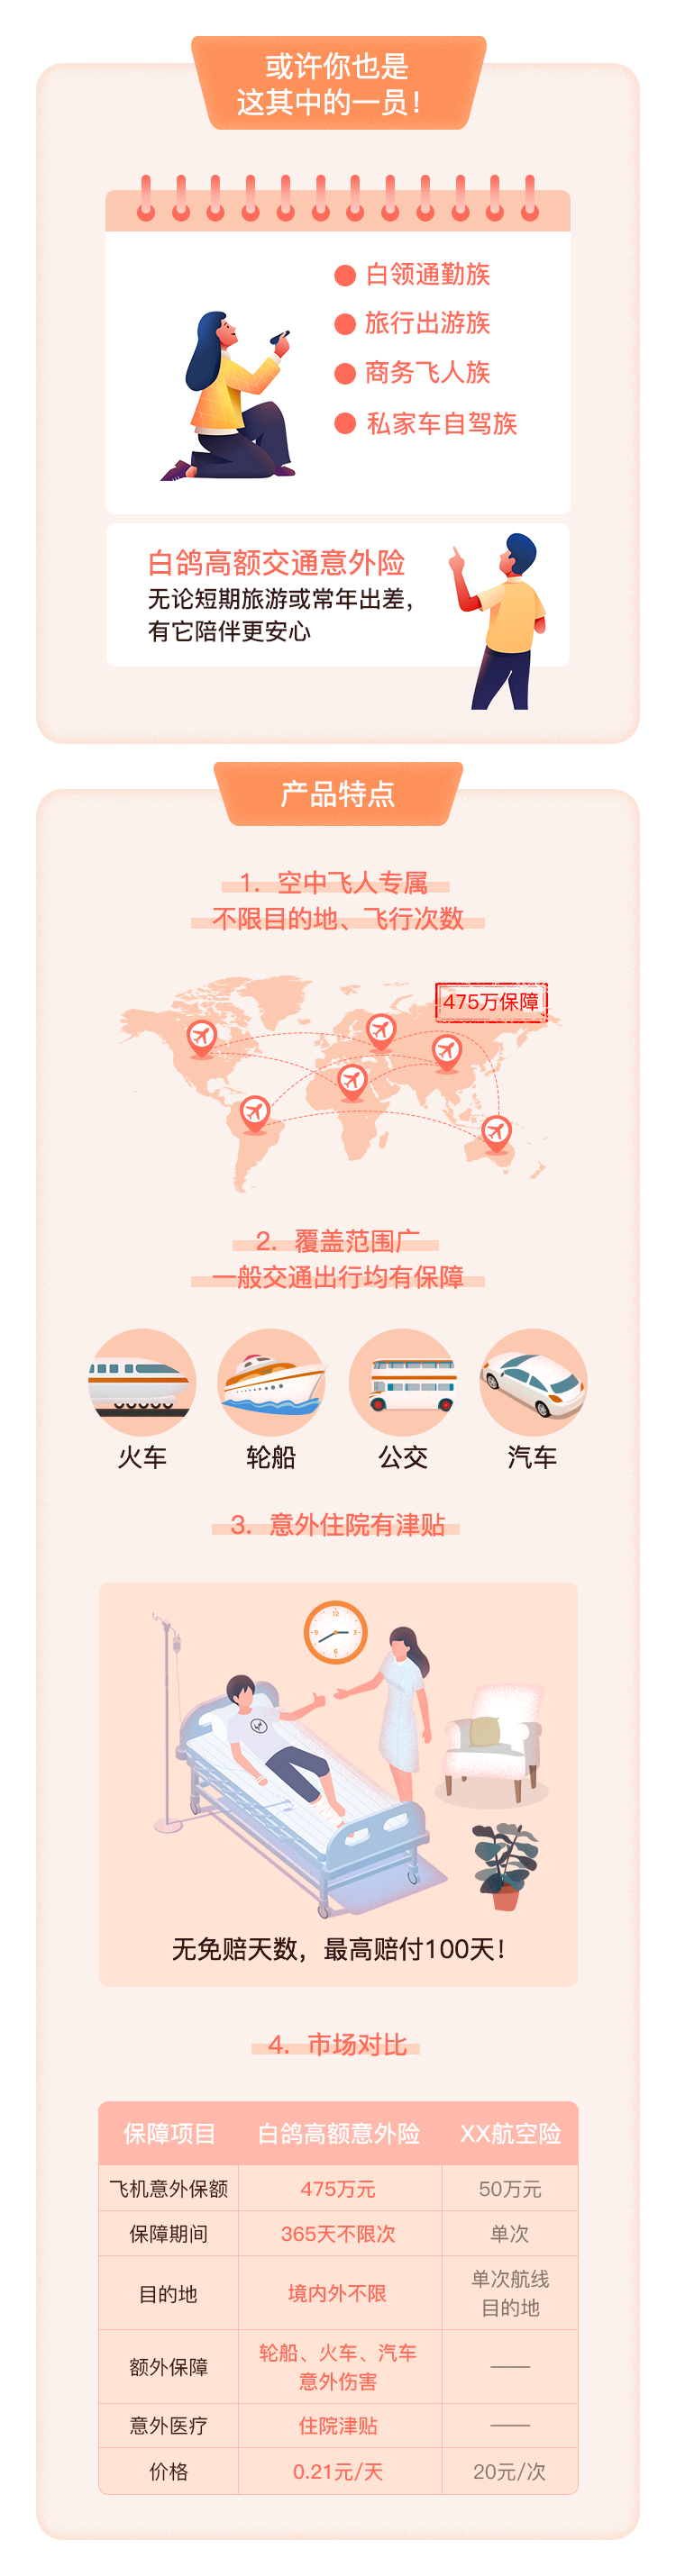 或许你也是
这其中的一员！
白领通勤族
旅行出游族
商务飞人族
私家车自驾族
白鸽高额交通意外险
无论短期旅游或常年出差，
有它陪伴更安心
产品特点
1. 空中飞人专属
不限目的地、飞行次数
475万保障
2. 覆盖范围广
一般交通出行均有保障
火车 轮船 公交 汽车
3. 意外住院有津贴
12
9 3
6
无免赔天数，最高赔付100天！
4. 市场对比
保障项目 白鸽高额意外险 XX航空险
飞机意外保额 475万元 50万元
保障期间 365天不限次 单次
目的地 境内外不限 单次航线
目的地
额外保障 轮船、火车、汽车
意外伤害 ——
意外医疗 住院津贴 ——
价格 0.21元/天 20元/次